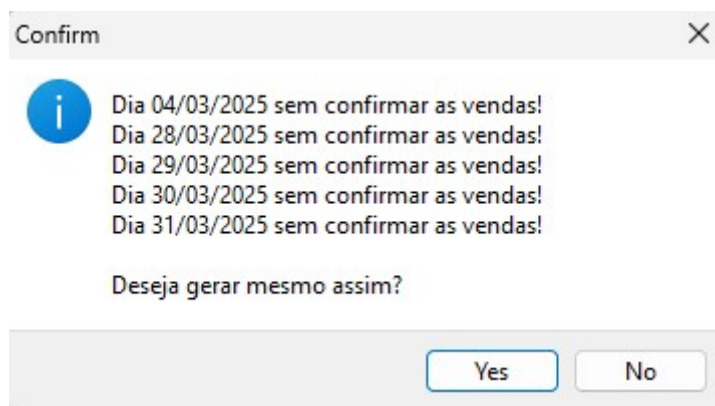 Confirm
Dia 04/03/2025 sem confirmar as vendas!
Dia 28/03/2025 sem confirmar as vendas!
Dia 29/03/2025 sem confirmar as vendas!
Dia 30/03/2025 sem confirmar as vendas!
Dia 31/03/2025 sem confirmar as vendas!
Deseja gerar mesmo assim?
Yes No